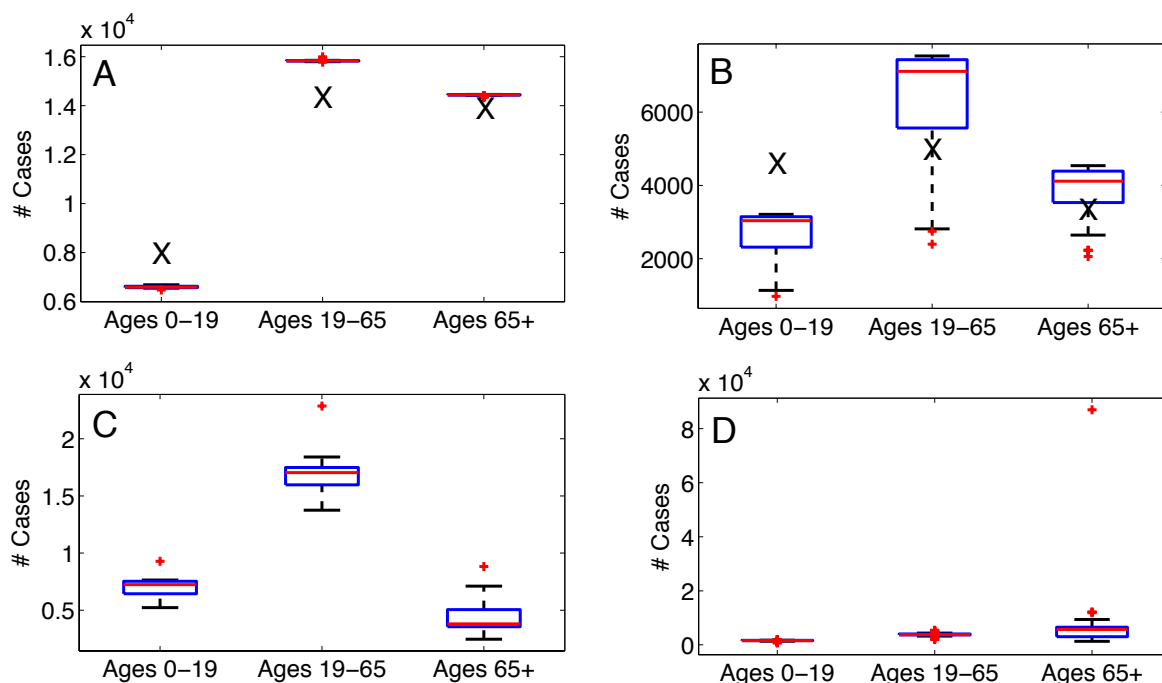 x 10^4
A
# Cases
1.6
1.4
1.2
1
0.8
0.6
X X X
Ages 0−19 Ages 19−65 Ages 65+
B
# Cases
6000
4000
2000
X X X
Ages 0−19 Ages 19−65 Ages 65+
x 10^4
C
# Cases
2
1.5
1
0.5
Ages 0−19 Ages 19−65 Ages 65+
x 10^4
D
# Cases
8
6
4
2
0
Ages 0−19 Ages 19−65 Ages 65+